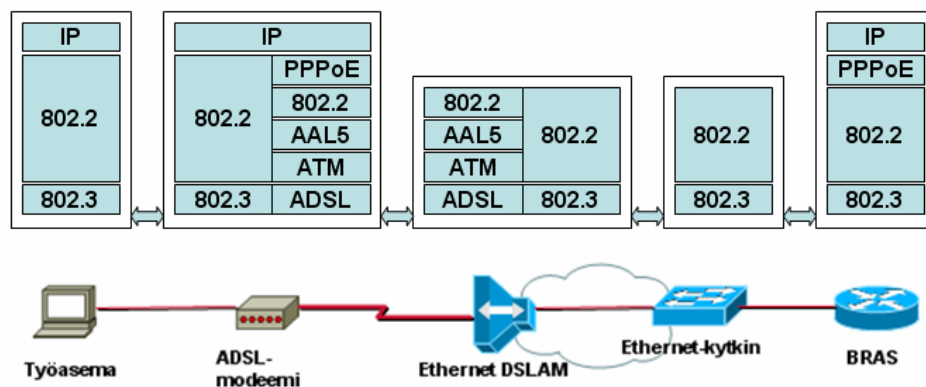 IP
802.2
802.3
IP
802.2
802.3
PPPoE
802.2
AAL5
ATM
ADSL
802.2
AAL5
ATM
ADSL
802.2
802.3
802.2
802.3
IP
PPPoE
802.2
802.3
Työasema
ADSL-
modeemi
Ethernet DSLAM
Ethernet-kytkin
BRAS